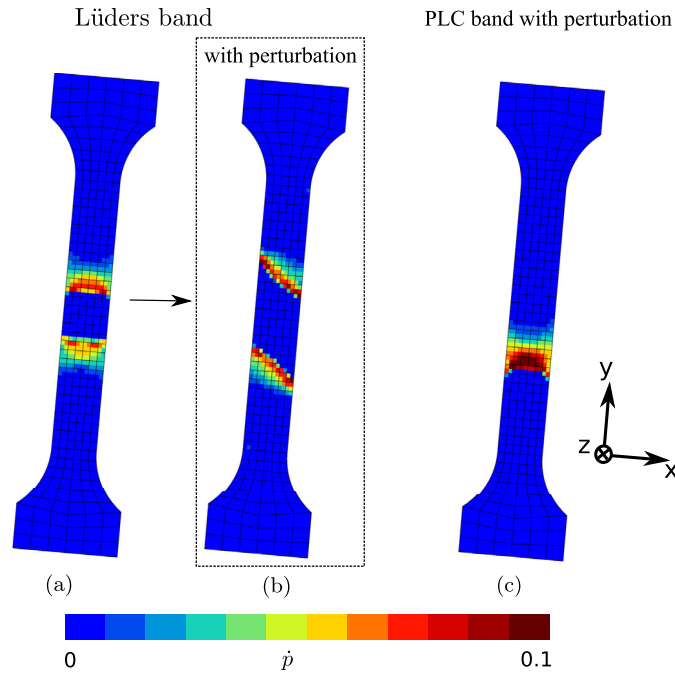 Lüders band
PLC band with perturbation
with perturbation
y
z
x
(a)
(b)
(c)
0
ṗ
0.1